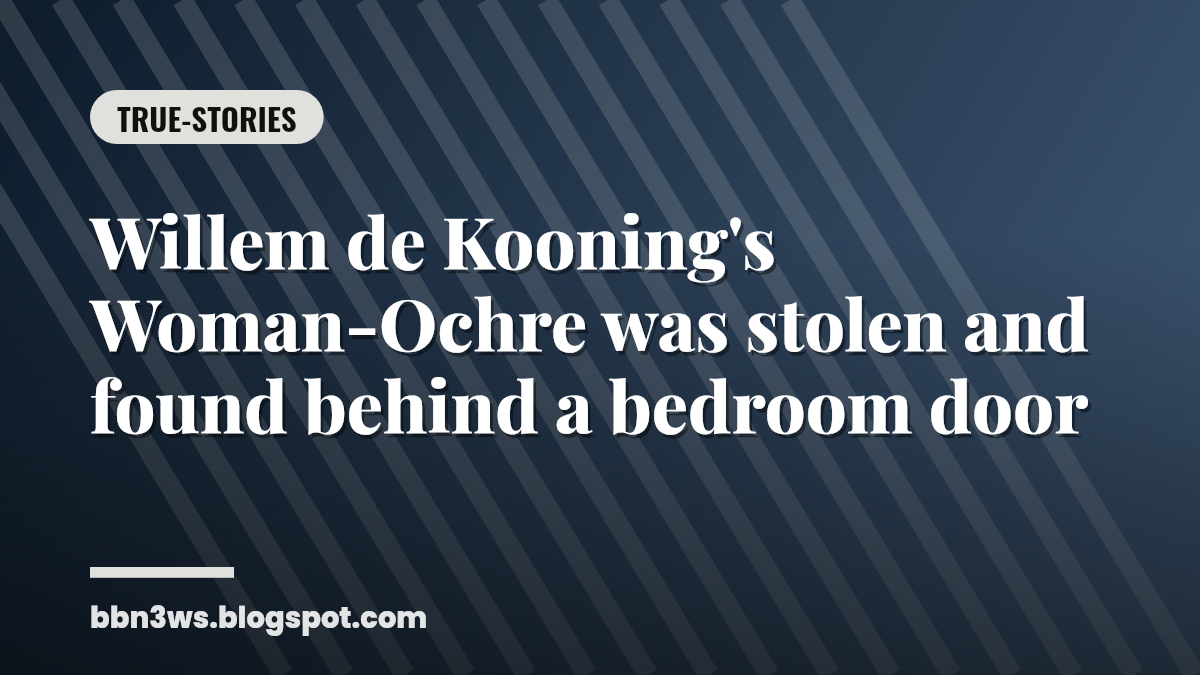 TRUE-STORIES
Willem de Kooning's
Woman-Ochre was stolen and
found behind a bedroom door
bbn3ws.blogspot.com